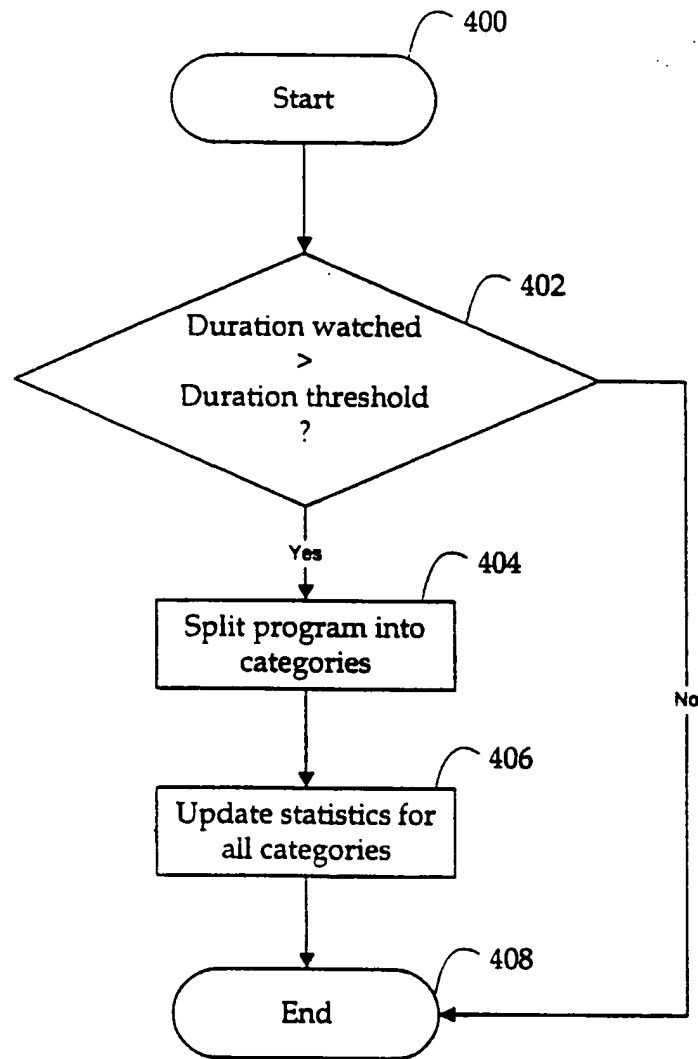 400
Start
402
Duration watched
>
Duration threshold
?
Yes
404
Split program into
categories
No
406
Update statistics for
all categories
408
End